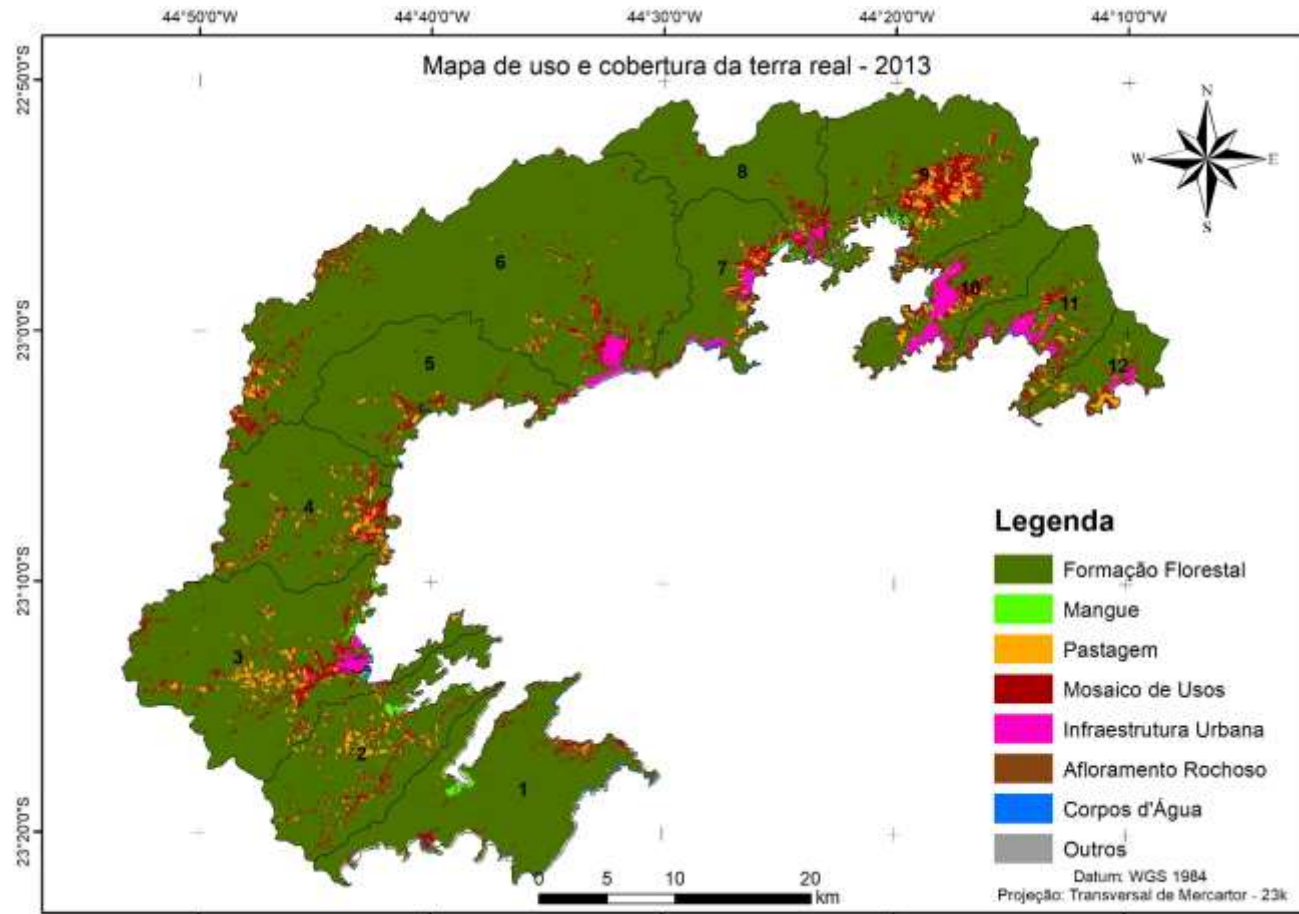 44°50'0"W 44°40'0"W 44°30'0"W 44°20'0"W 44°10'0"W
Mapa de uso e cobertura da terra real - 2013
22°50'0"S
23°0'0"S
23°10'0"S
23°20'0"S
N
W E
S
8
9
6
7
10
11
5
12
4
3
2
1
Legenda
Formação Florestal
Mangue
Pastagem
Mosaico de Usos
Infraestrutura Urbana
Afloramento Rochoso
Corpos d'Água
Outros
0 5 10 20
km
Datum: WGS 1984
Projeção: Transversal de Mercartor - 23k